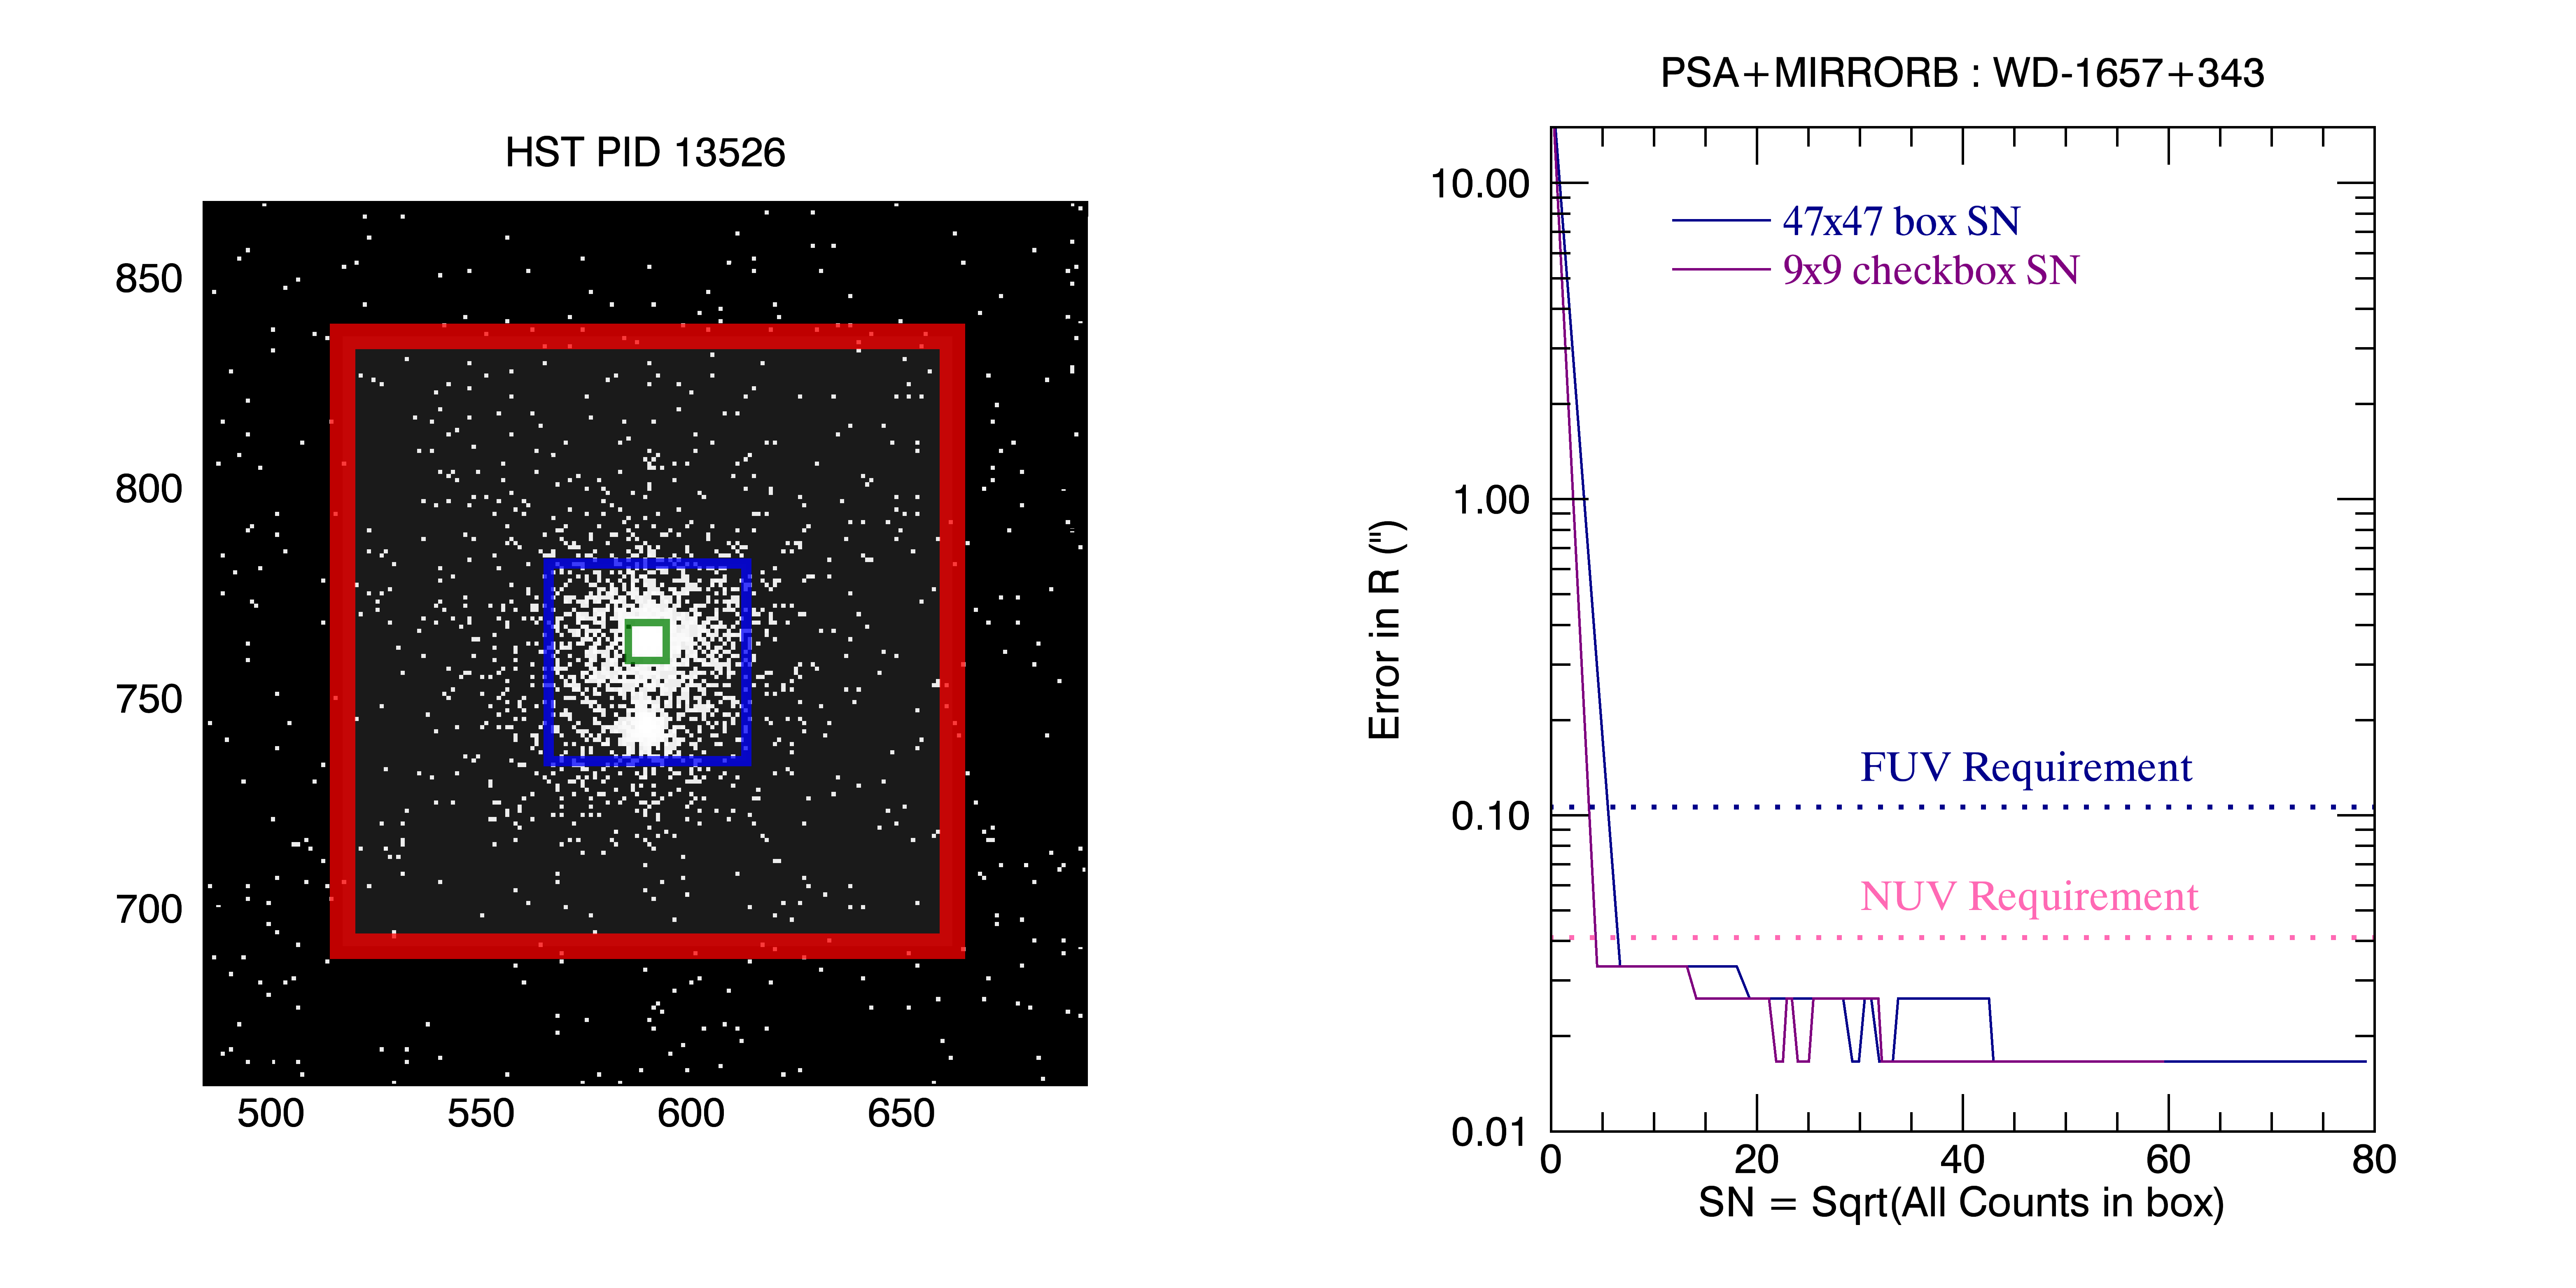 HST PID 13526
850
800
750
700
500 550 600 650
PSA+MIRRORB : WD-1657+343
10.00
1.00
0.10
0.01
Error in R (")
47x47 box SN
9x9 checkbox SN
FUV Requirement
NUV Requirement
0 20 40 60 80
SN = Sqrt(All Counts in box)